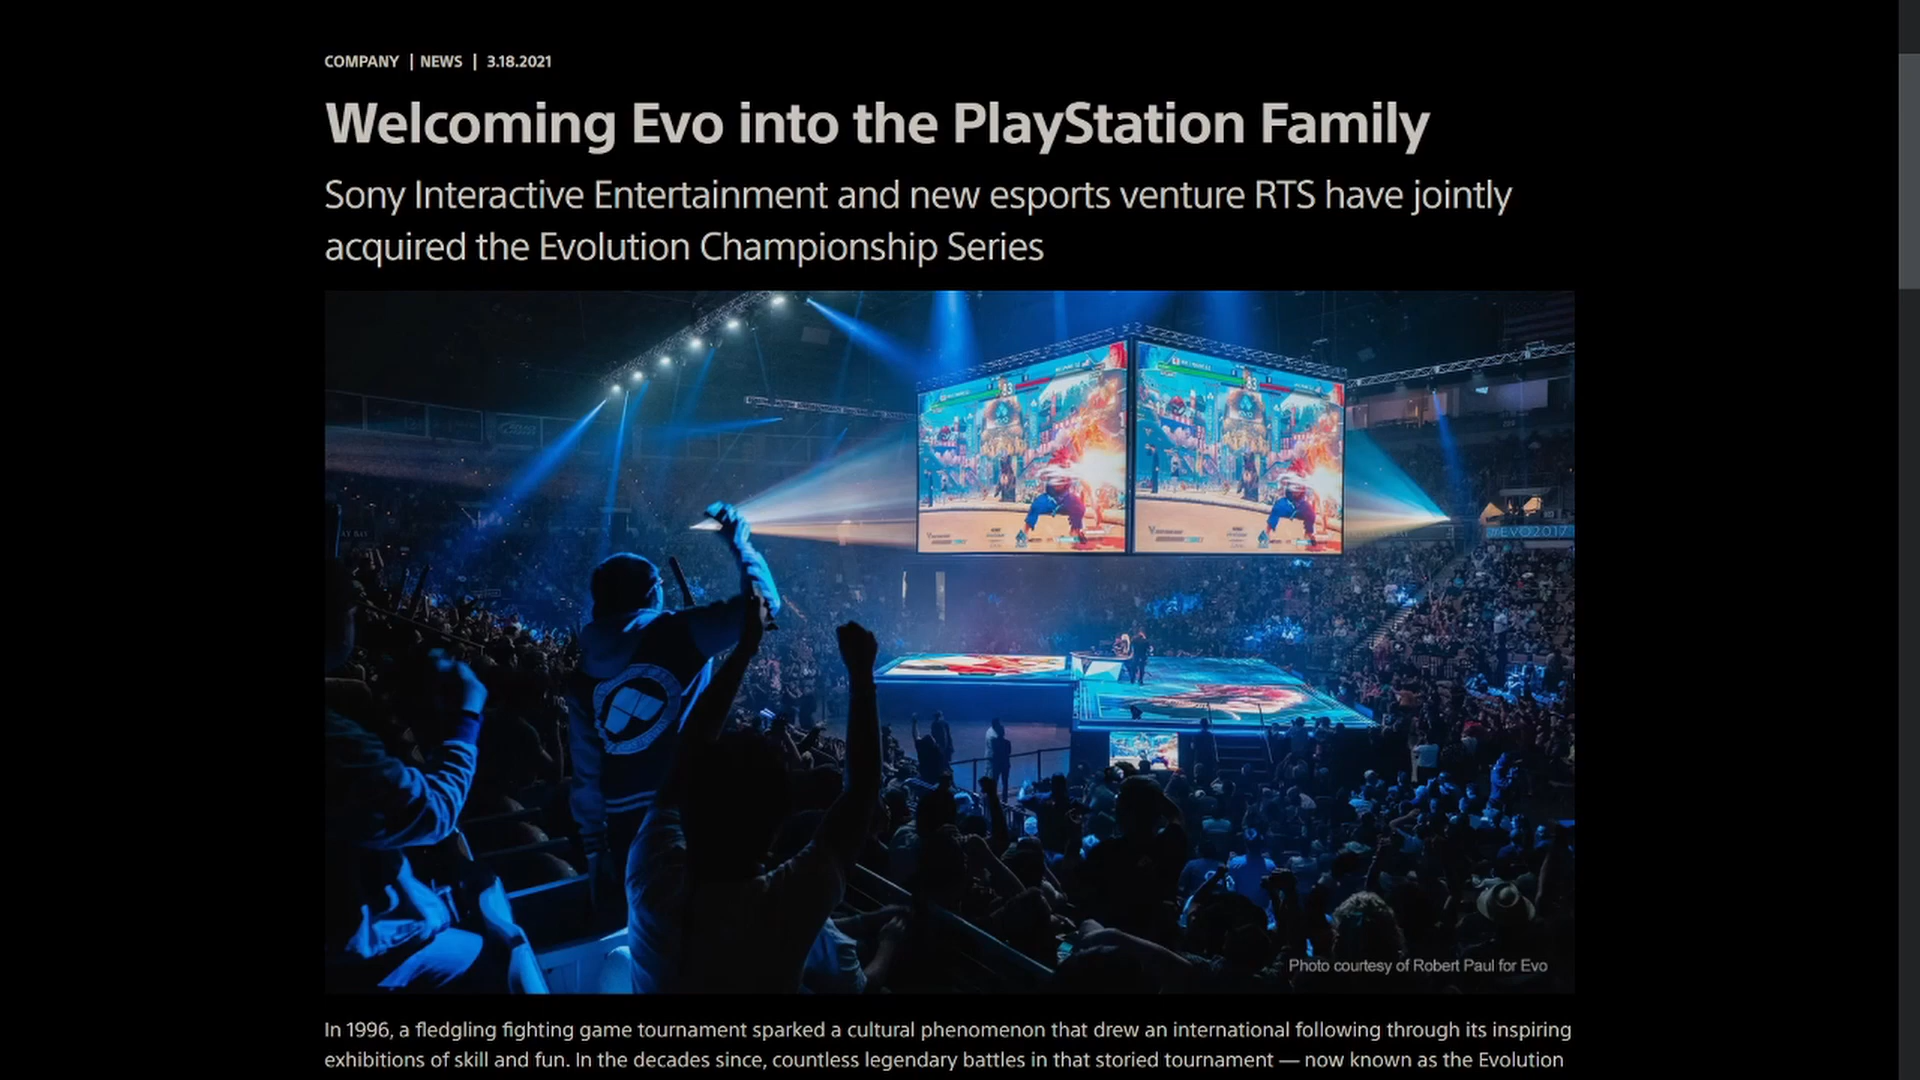 COMPANY | NEWS | 3.18.2021
Welcoming Evo into the PlayStation Family
Sony Interactive Entertainment and new esports venture RTS have jointly
acquired the Evolution Championship Series
83
83
#EVO2017
Photo courtesy of Robert Paul for Evo
In 1996, a fledgling fighting game tournament sparked a cultural phenomenon that drew an international following through its inspiring
exhibitions of skill and fun. In the decades since, countless legendary battles in that storied tournament — now known as the Evolution